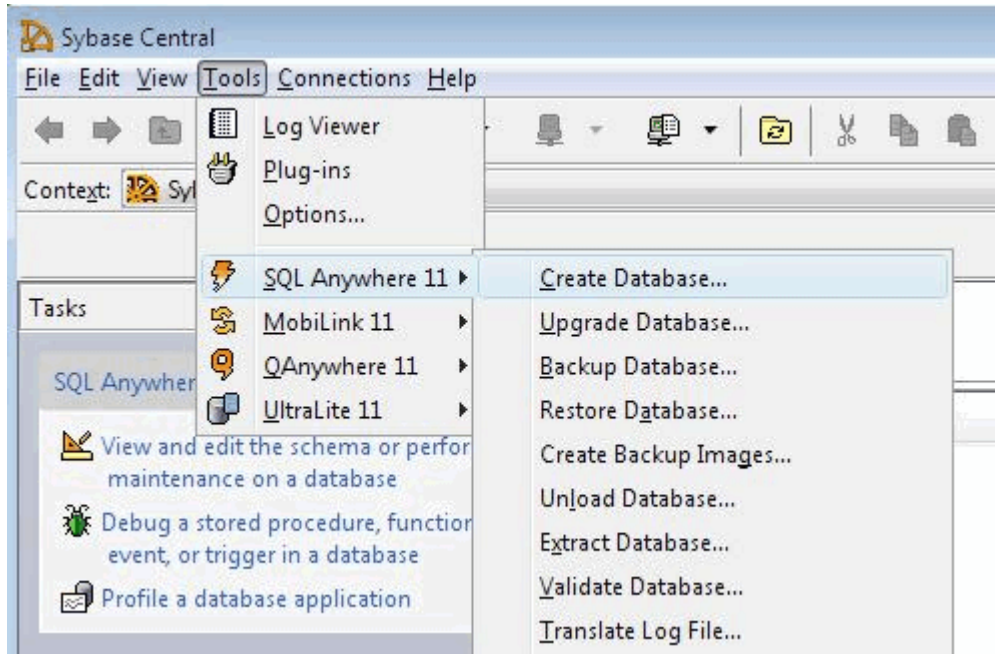 Sybase Central
File Edit View Tools Connections Help
Log Viewer
Plug-ins
Context: Syl
Options...
SQL Anywhere 11
Create Database...
Tasks
MobiLink 11
Upgrade Database...
QAnywhere 11
Backup Database...
SQL Anywher
UltraLite 11
Restore Database...
View and edit the schema or perfor
Create Backup Images...
maintenance on a database
Unload Database...
Debug a stored procedure, function
Extract Database...
event, or trigger in a database
Validate Database...
Profile a database application
Translate Log File...